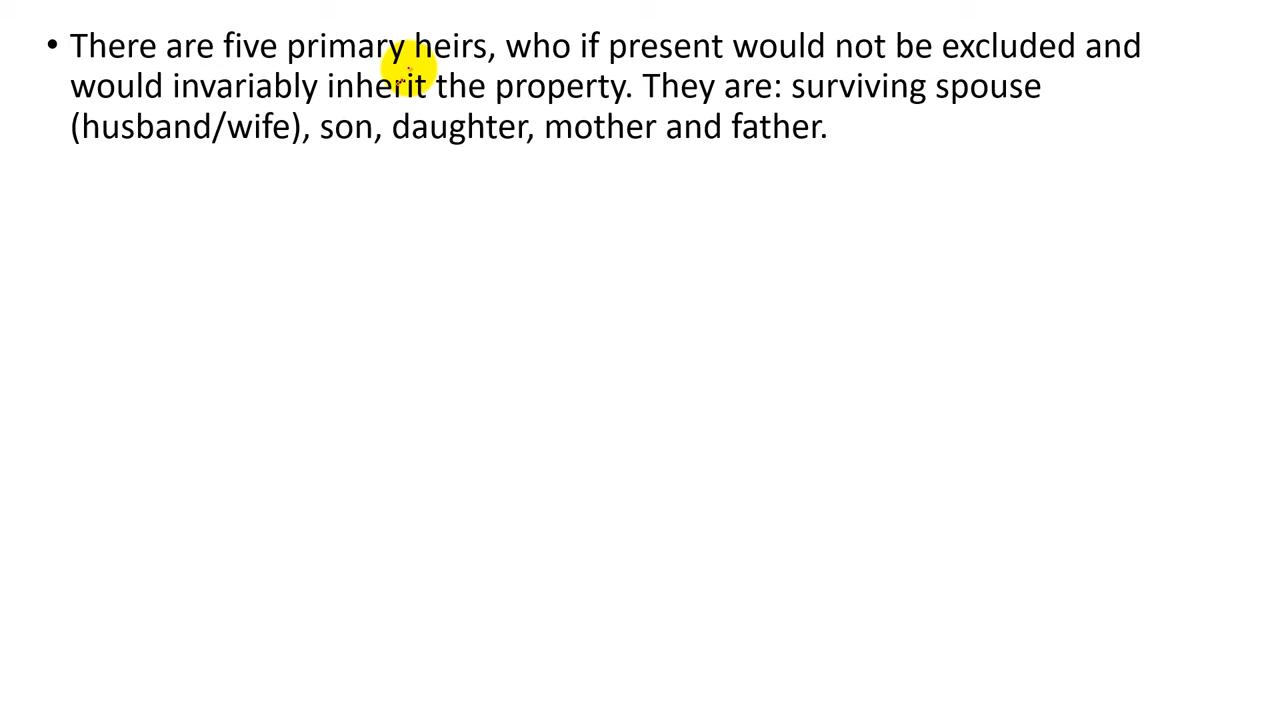 • There are five primary heirs, who if present would not be excluded and
would invariably inherit the property. They are: surviving spouse
(husband/wife), son, daughter, mother and father.